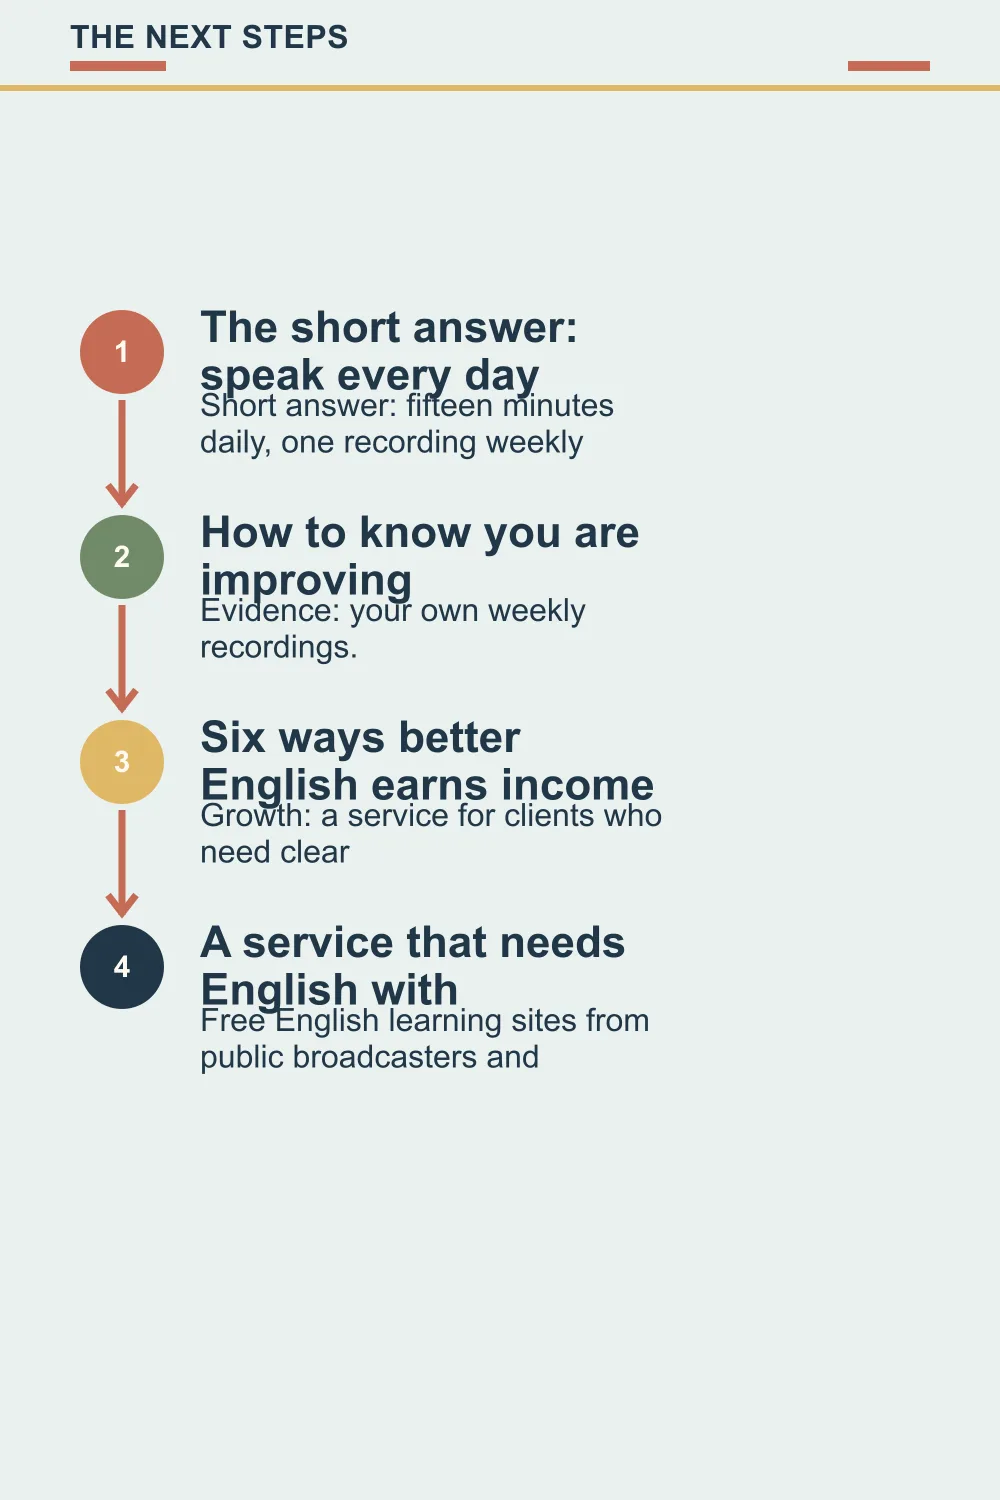 THE NEXT STEPS
1
The short answer:
speak every day
Short answer: fifteen minutes
daily, one recording weekly
2
How to know you are
improving
Evidence: your own weekly
recordings.
3
Six ways better
English earns income
Growth: a service for clients who
need clear
4
A service that needs
English with
Free English learning sites from
public broadcasters and